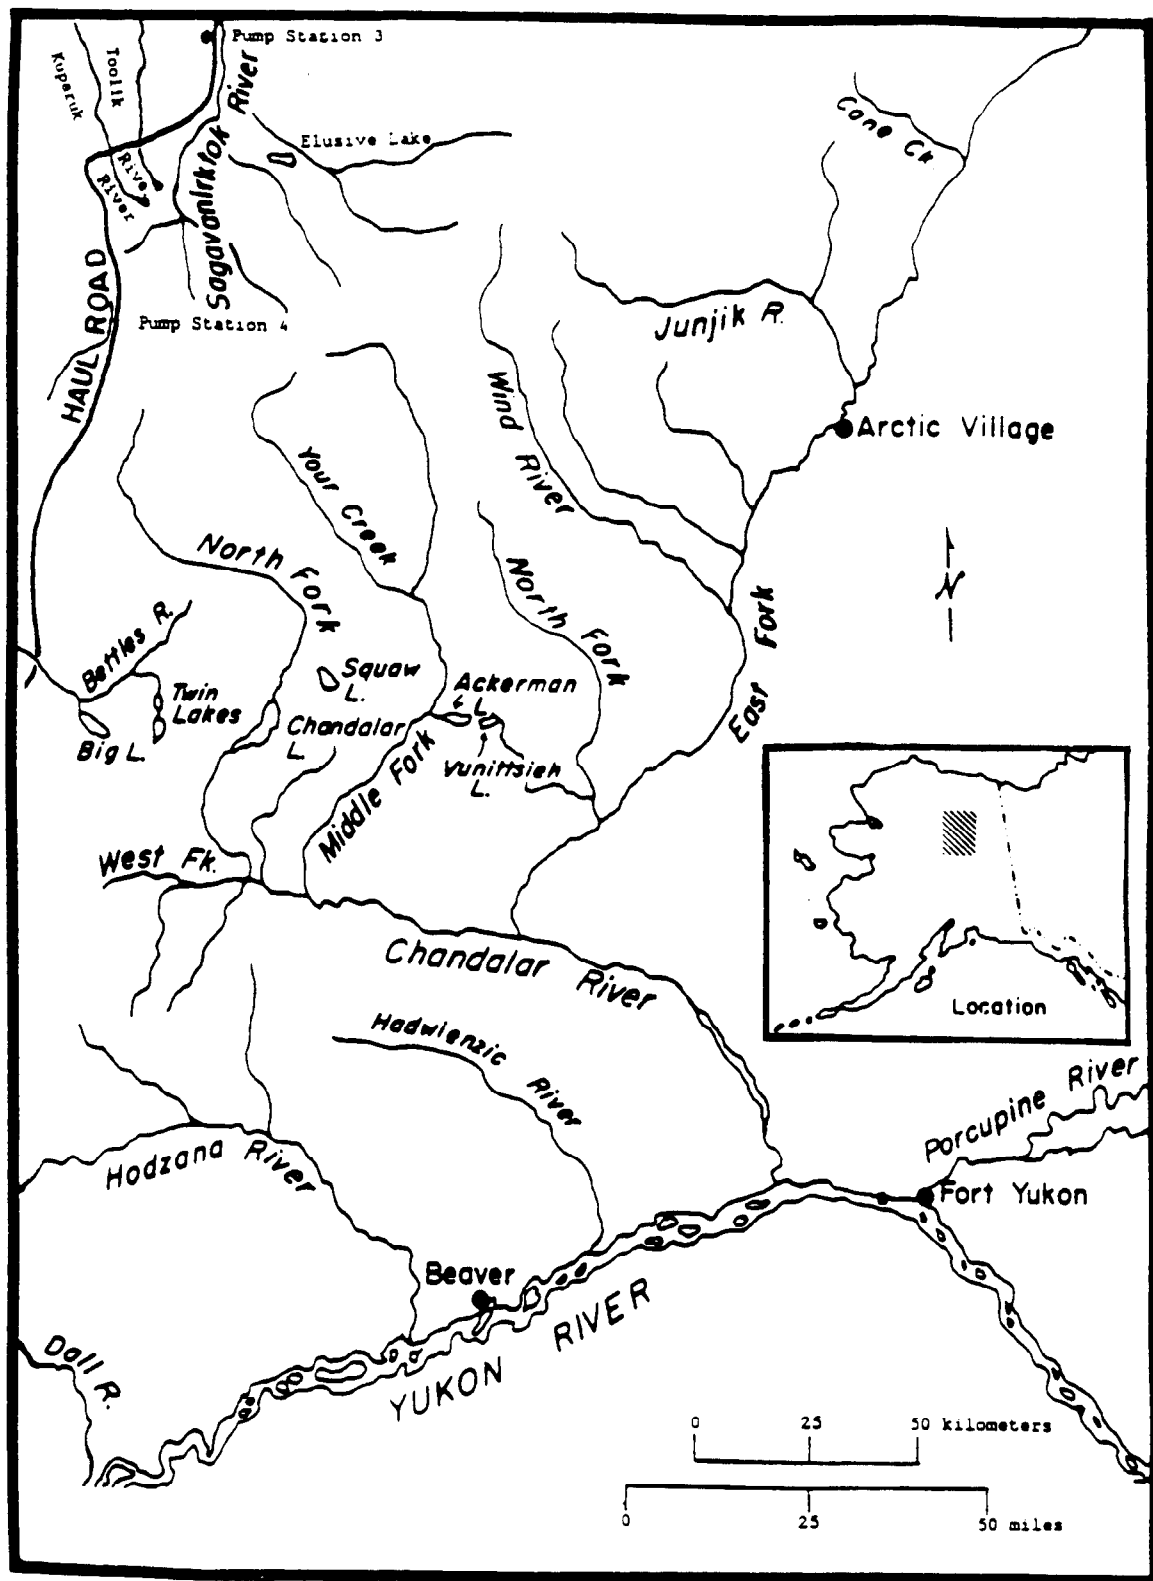 Pump Station 3
Kuparuk
River
Toolik
River
Sagavanirktok River
Elusive Lake
Cane Ck
HAUL ROAD
Pump Station 4
Junjik R.
Wind River
Arctic Village
Your Creek
North Fork
North Fork
East Fork
N
Bettles R.
Squaw
L.
Ackerman
L.
Twin
Lakes
Chandalar
L.
Big L.
Vunittsieh
L.
Middle Fork
West Fk.
Chandalar River
Location
Hadwienzic River
Porcupine River
Hodzana River
Fort Yukon
Beaver
YUKON RIVER
Dall R.
0 25 50 kilometers
0 25 50 miles